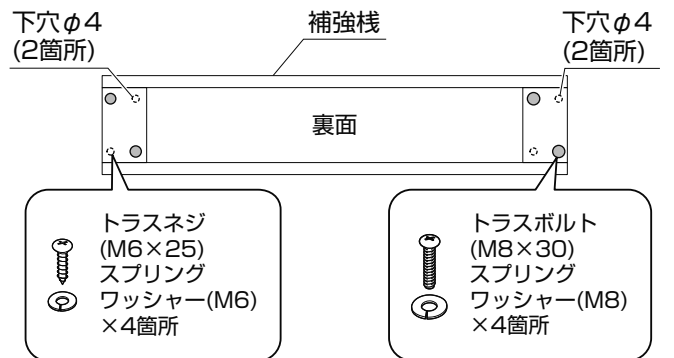 下穴φ4
(2箇所)
補強桟
下穴φ4
(2箇所)
裏面
トラスネジ
(M6×25)
スプリング
ワッシャー(M6)
×4箇所
トラスボルト
(M8×30)
スプリング
ワッシャー(M8)
×4箇所